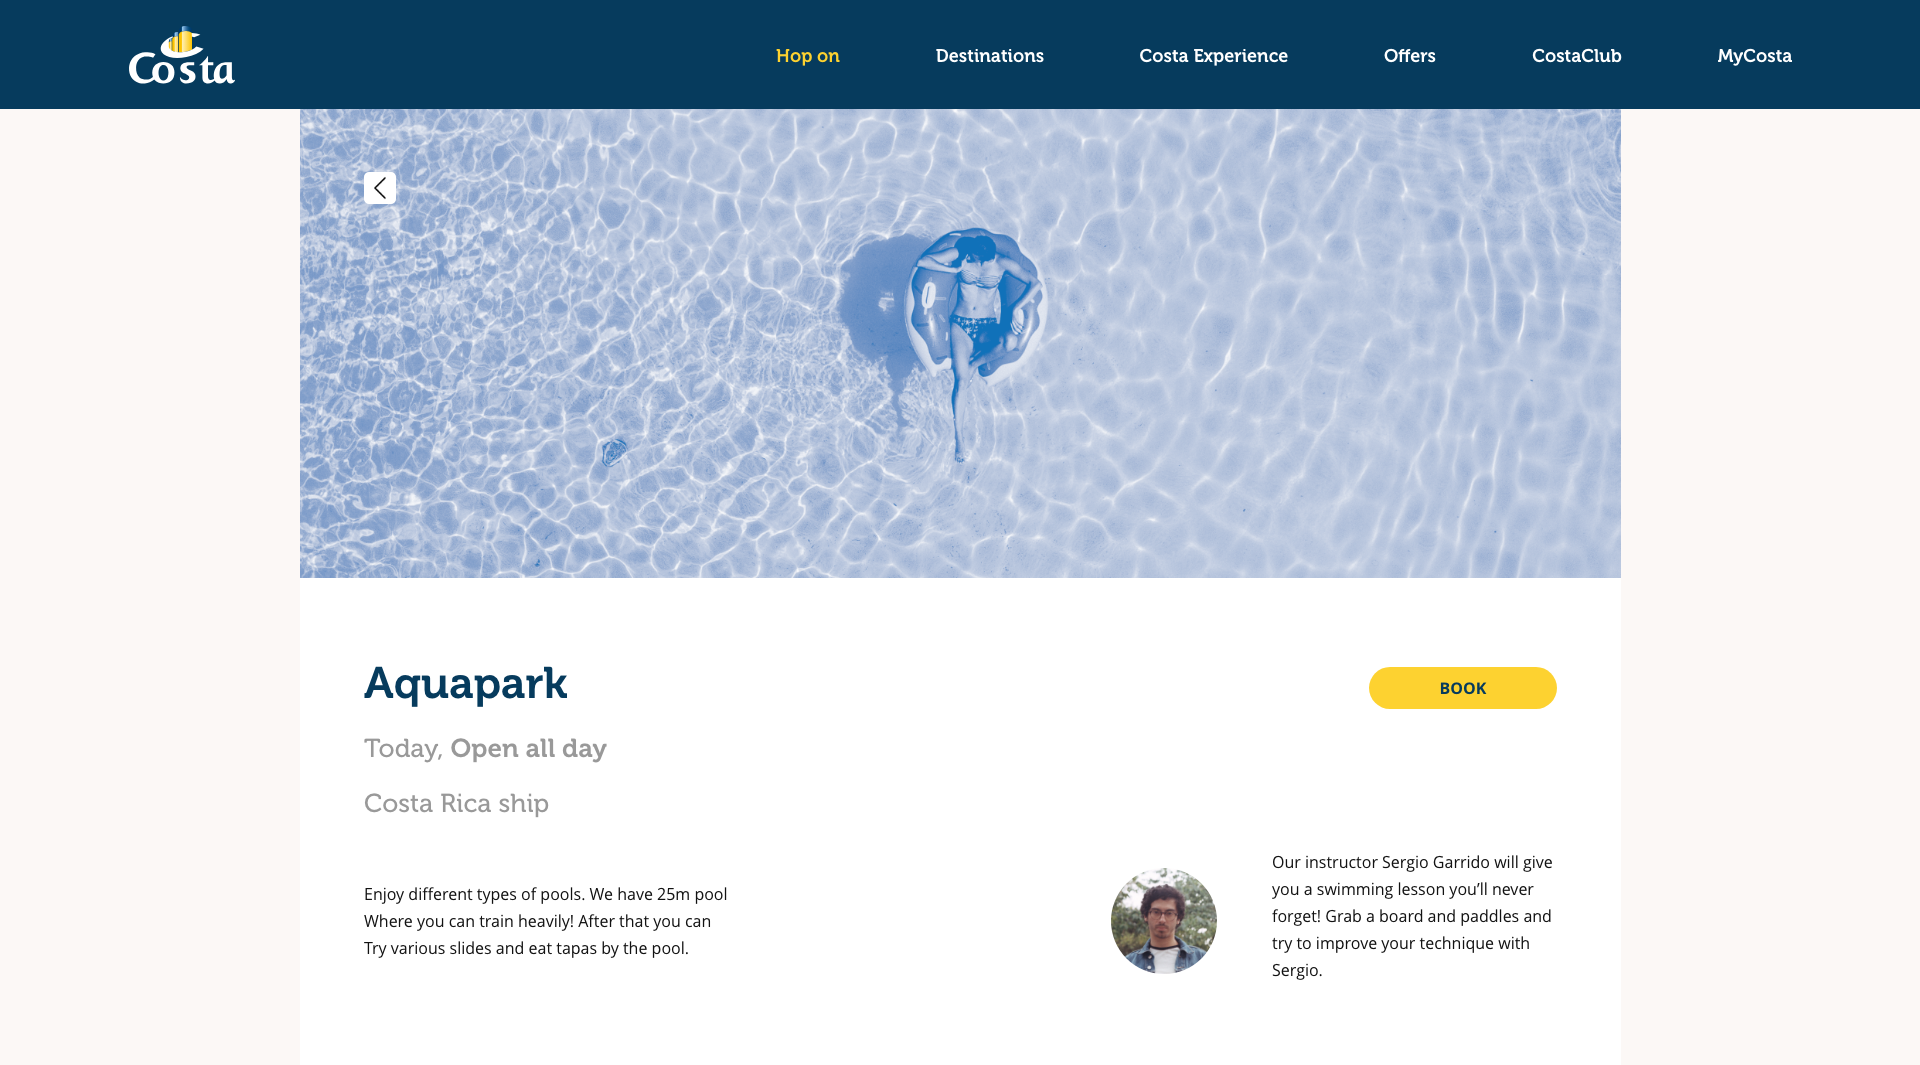 Costa
Hop on
Destinations
Costa Experience
Offers
CostaClub
MyCosta
Aquapark
BOOK
Today, Open all day
Costa Rica ship
Enjoy different types of pools. We have 25m pool
Where you can train heavily! After that you can
Try various slides and eat tapas by the pool.
Our instructor Sergio Garrido will give
you a swimming lesson you’ll never
forget! Grab a board and paddles and
try to improve your technique with
Sergio.